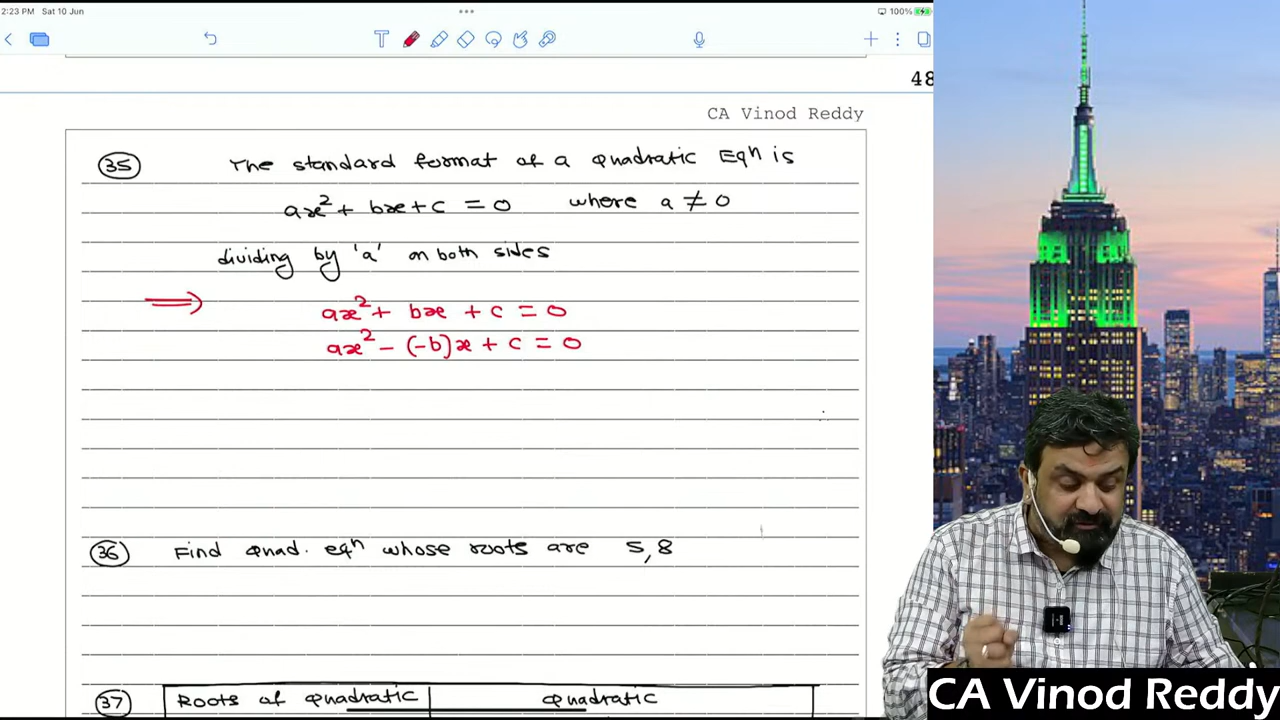 2:23 PM Sat 10 Jun
100%
T
48
CA Vinod Reddy
35 The standard format of a quadratic Eqn is
ax² + bx + c = 0 where a ≠ 0
dividing by 'a' on both sides
⟹ ax² + bx + c = 0
ax² - (-b)x + c = 0
36 Find Quad. eqn whose roots are 5,8
37 Roots of quadratic quadratic
CA Vinod Reddy